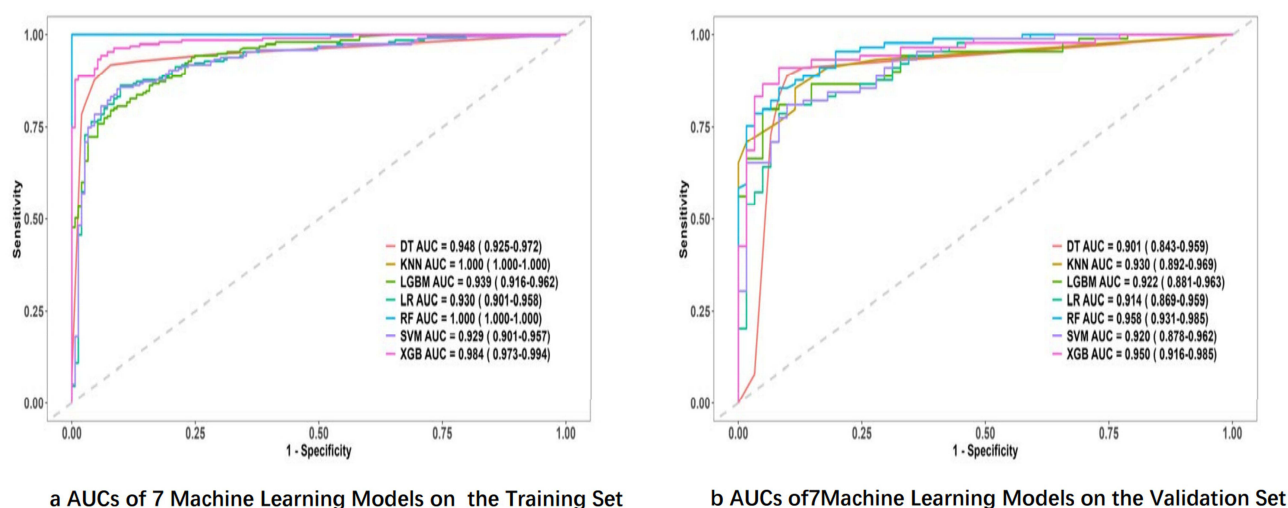 1.00
0.75
0.50
0.25
0.00
Sensitivity
DT AUC = 0.948 ( 0.925-0.972)
KNN AUC = 1.000 ( 1.000-1.000)
LGBM AUC = 0.939 ( 0.916-0.962)
LR AUC = 0.930 ( 0.901-0.958)
RF AUC = 1.000 ( 1.000-1.000)
SVM AUC = 0.929 ( 0.901-0.957)
XGB AUC = 0.984 ( 0.973-0.994)
0.00 0.25 0.50 0.75 1.00
1 - Specificity
a AUCs of 7 Machine Learning Models on the Training Set
1.00
0.75
0.50
0.25
0.00
Sensitivity
DT AUC = 0.901 ( 0.843-0.959)
KNN AUC = 0.930 ( 0.892-0.969)
LGBM AUC = 0.922 ( 0.881-0.963)
LR AUC = 0.914 ( 0.869-0.959)
RF AUC = 0.958 ( 0.931-0.985)
SVM AUC = 0.920 ( 0.878-0.962)
XGB AUC = 0.950 ( 0.916-0.985)
0.00 0.25 0.50 0.75 1.00
1 - Specificity
b AUCs of7Machine Learning Models on the Validation Set